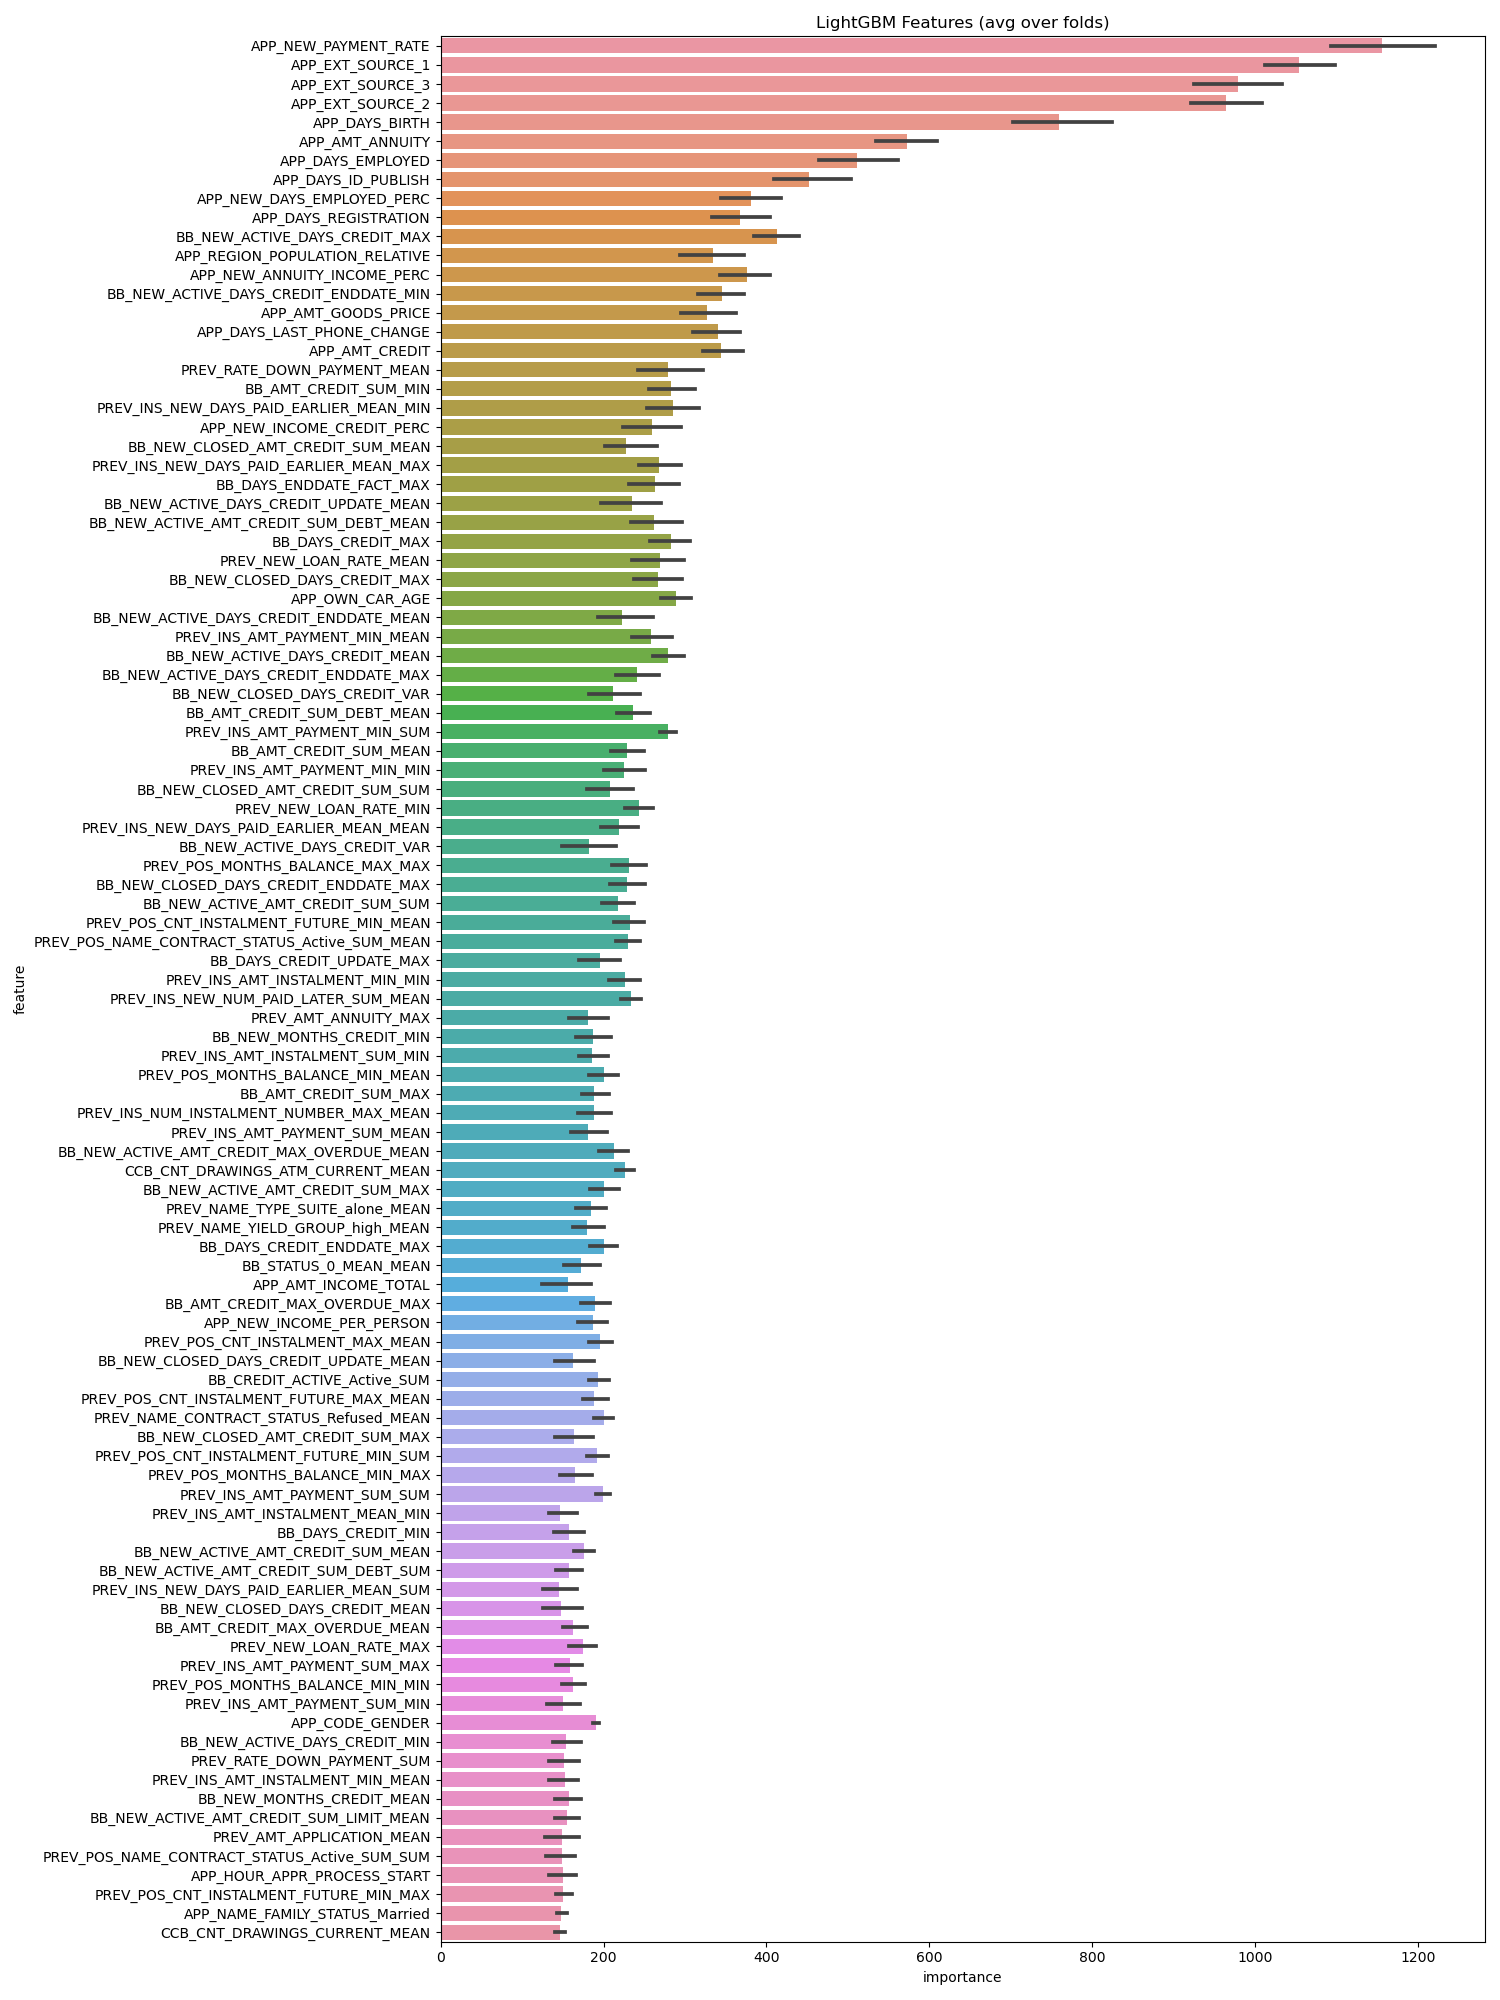 LightGBM Features (avg over folds)
APP_NEW_PAYMENT_RATE
APP_EXT_SOURCE_1
APP_EXT_SOURCE_3
APP_EXT_SOURCE_2
APP_DAYS_BIRTH
APP_AMT_ANNUITY
APP_DAYS_EMPLOYED
APP_DAYS_ID_PUBLISH
APP_NEW_DAYS_EMPLOYED_PERC
APP_DAYS_REGISTRATION
BB_NEW_ACTIVE_DAYS_CREDIT_MAX
APP_REGION_POPULATION_RELATIVE
APP_NEW_ANNUITY_INCOME_PERC
BB_NEW_ACTIVE_DAYS_CREDIT_ENDDATE_MIN
APP_AMT_GOODS_PRICE
APP_DAYS_LAST_PHONE_CHANGE
APP_AMT_CREDIT
PREV_RATE_DOWN_PAYMENT_MEAN
BB_AMT_CREDIT_SUM_MIN
PREV_INS_NEW_DAYS_PAID_EARLIER_MEAN_MIN
APP_NEW_INCOME_CREDIT_PERC
BB_NEW_CLOSED_AMT_CREDIT_SUM_MEAN
PREV_INS_NEW_DAYS_PAID_EARLIER_MEAN_MAX
BB_DAYS_ENDDATE_FACT_MAX
BB_NEW_ACTIVE_DAYS_CREDIT_UPDATE_MEAN
BB_NEW_ACTIVE_AMT_CREDIT_SUM_DEBT_MEAN
BB_DAYS_CREDIT_MAX
PREV_NEW_LOAN_RATE_MEAN
BB_NEW_CLOSED_DAYS_CREDIT_MAX
APP_OWN_CAR_AGE
BB_NEW_ACTIVE_DAYS_CREDIT_ENDDATE_MEAN
PREV_INS_AMT_PAYMENT_MIN_MEAN
BB_NEW_ACTIVE_DAYS_CREDIT_MEAN
BB_NEW_ACTIVE_DAYS_CREDIT_ENDDATE_MAX
BB_NEW_CLOSED_DAYS_CREDIT_VAR
BB_AMT_CREDIT_SUM_DEBT_MEAN
PREV_INS_AMT_PAYMENT_MIN_SUM
BB_AMT_CREDIT_SUM_MEAN
PREV_INS_AMT_PAYMENT_MIN_MIN
BB_NEW_CLOSED_AMT_CREDIT_SUM_SUM
PREV_NEW_LOAN_RATE_MIN
PREV_INS_NEW_DAYS_PAID_EARLIER_MEAN_MEAN
BB_NEW_ACTIVE_DAYS_CREDIT_VAR
PREV_POS_MONTHS_BALANCE_MAX_MAX
BB_NEW_CLOSED_DAYS_CREDIT_ENDDATE_MAX
BB_NEW_ACTIVE_AMT_CREDIT_SUM_SUM
PREV_POS_CNT_INSTALMENT_FUTURE_MIN_MEAN
PREV_POS_NAME_CONTRACT_STATUS_Active_SUM_MEAN
BB_DAYS_CREDIT_UPDATE_MAX
PREV_INS_AMT_INSTALMENT_MIN_MIN
PREV_INS_NEW_NUM_PAID_LATER_SUM_MEAN
PREV_AMT_ANNUITY_MAX
BB_NEW_MONTHS_CREDIT_MIN
PREV_INS_AMT_INSTALMENT_SUM_MIN
PREV_POS_MONTHS_BALANCE_MIN_MEAN
BB_AMT_CREDIT_SUM_MAX
PREV_INS_NUM_INSTALMENT_NUMBER_MAX_MEAN
PREV_INS_AMT_PAYMENT_SUM_MEAN
BB_NEW_ACTIVE_AMT_CREDIT_MAX_OVERDUE_MEAN
CCB_CNT_DRAWINGS_ATM_CURRENT_MEAN
BB_NEW_ACTIVE_AMT_CREDIT_SUM_MAX
PREV_NAME_TYPE_SUITE_alone_MEAN
PREV_NAME_YIELD_GROUP_high_MEAN
BB_DAYS_CREDIT_ENDDATE_MAX
BB_STATUS_0_MEAN_MEAN
APP_AMT_INCOME_TOTAL
BB_AMT_CREDIT_MAX_OVERDUE_MAX
APP_NEW_INCOME_PER_PERSON
PREV_POS_CNT_INSTALMENT_MAX_MEAN
BB_NEW_CLOSED_DAYS_CREDIT_UPDATE_MEAN
BB_CREDIT_ACTIVE_Active_SUM
PREV_POS_CNT_INSTALMENT_FUTURE_MAX_MEAN
PREV_NAME_CONTRACT_STATUS_Refused_MEAN
BB_NEW_CLOSED_AMT_CREDIT_SUM_MAX
PREV_POS_CNT_INSTALMENT_FUTURE_MIN_SUM
PREV_POS_MONTHS_BALANCE_MIN_MAX
PREV_INS_AMT_PAYMENT_SUM_SUM
PREV_INS_AMT_INSTALMENT_MEAN_MIN
BB_DAYS_CREDIT_MIN
BB_NEW_ACTIVE_AMT_CREDIT_SUM_MEAN
BB_NEW_ACTIVE_AMT_CREDIT_SUM_DEBT_SUM
PREV_INS_NEW_DAYS_PAID_EARLIER_MEAN_SUM
BB_NEW_CLOSED_DAYS_CREDIT_MEAN
BB_AMT_CREDIT_MAX_OVERDUE_MEAN
PREV_NEW_LOAN_RATE_MAX
PREV_INS_AMT_PAYMENT_SUM_MAX
PREV_POS_MONTHS_BALANCE_MIN_MIN
PREV_INS_AMT_PAYMENT_SUM_MIN
APP_CODE_GENDER
BB_NEW_ACTIVE_DAYS_CREDIT_MIN
PREV_RATE_DOWN_PAYMENT_SUM
PREV_INS_AMT_INSTALMENT_MIN_MEAN
BB_NEW_MONTHS_CREDIT_MEAN
BB_NEW_ACTIVE_AMT_CREDIT_SUM_LIMIT_MEAN
PREV_AMT_APPLICATION_MEAN
PREV_POS_NAME_CONTRACT_STATUS_Active_SUM_SUM
APP_HOUR_APPR_PROCESS_START
PREV_POS_CNT_INSTALMENT_FUTURE_MIN_MAX
APP_NAME_FAMILY_STATUS_Married
CCB_CNT_DRAWINGS_CURRENT_MEAN
feature
0 200 400 600 800 1000 1200
importance